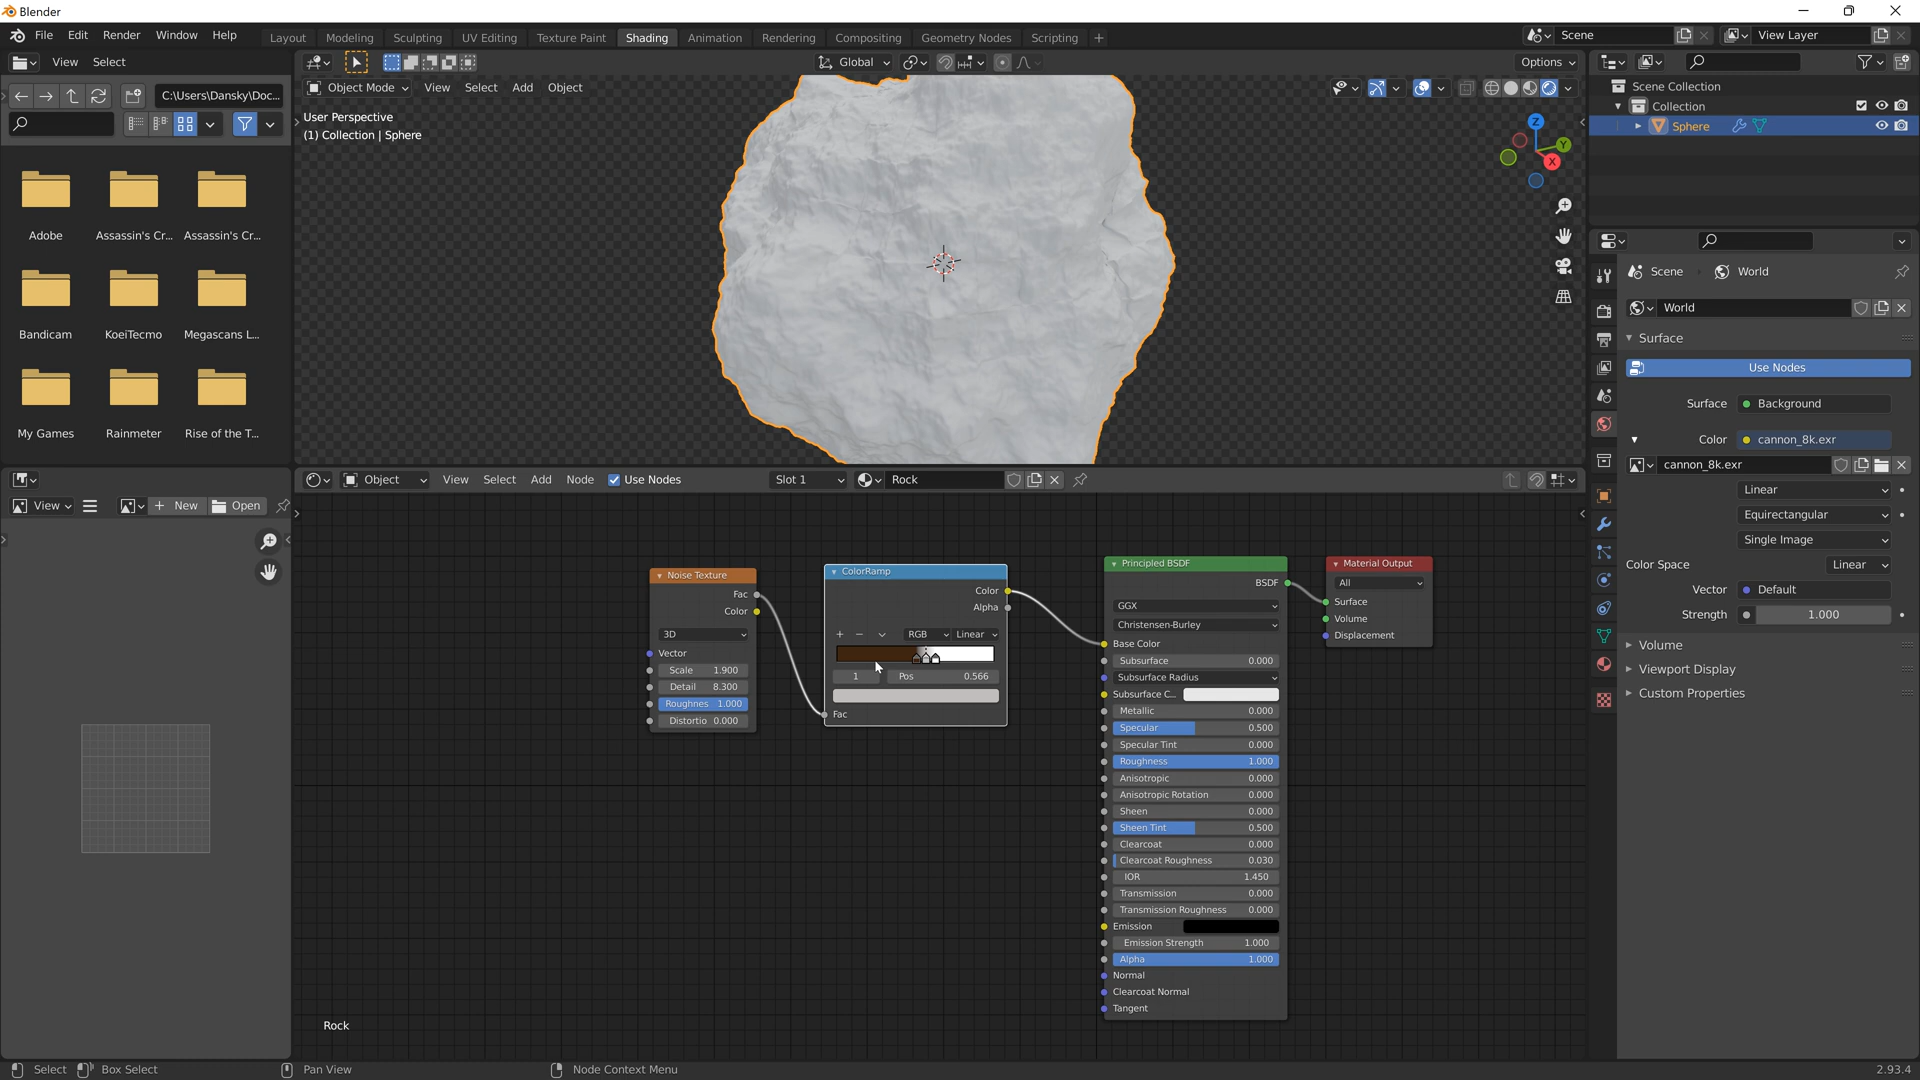 Blender
File Edit Render Window Help
Layout Modeling Sculpting UV Editing Texture Paint Shading Animation Rendering Compositing Geometry Nodes Scripting +
Scene
View Layer
View Select
Global
Options
C:\Users\Dansky\Doc...
Object Mode View Select Add Object
User Perspective
(1) Collection | Sphere
Z
Y
X
Scene Collection
Collection
Sphere
Adobe
Assassin's Cr...
Assassin's Cr...
Bandicam
KoeiTecmo
Megascans L...
My Games
Rainmeter
Rise of the T...
Scene
World
World
Surface
Use Nodes
Surface Background
Color cannon_8k.exr
cannon_8k.exr
Linear
Equirectangular
Single Image
Color Space Linear
Vector Default
Strength 1.000
Volume
Viewport Display
Custom Properties
View
New
Open
Object View Select Add Node Use Nodes
Slot 1
Rock
Noise Texture
Fac
Color
3D
Vector
Scale 1.900
Detail 8.300
Roughnes 1.000
Distortio 0.000
ColorRamp
Color
Alpha
+ − RGB Linear
1 Pos 0.566
Fac
Principled BSDF
BSDF
GGX
Christensen-Burley
Base Color
Subsurface 0.000
Subsurface Radius
Subsurface C...
Metallic 0.000
Specular 0.500
Specular Tint 0.000
Roughness 1.000
Anisotropic 0.000
Anisotropic Rotation 0.000
Sheen 0.000
Sheen Tint 0.500
Clearcoat 0.000
Clearcoat Roughness 0.030
IOR 1.450
Transmission 0.000
Transmission Roughness 0.000
Emission
Emission Strength 1.000
Alpha 1.000
Normal
Clearcoat Normal
Tangent
Material Output
All
Surface
Volume
Displacement
Rock
Select Box Select Pan View Node Context Menu 2.93.4